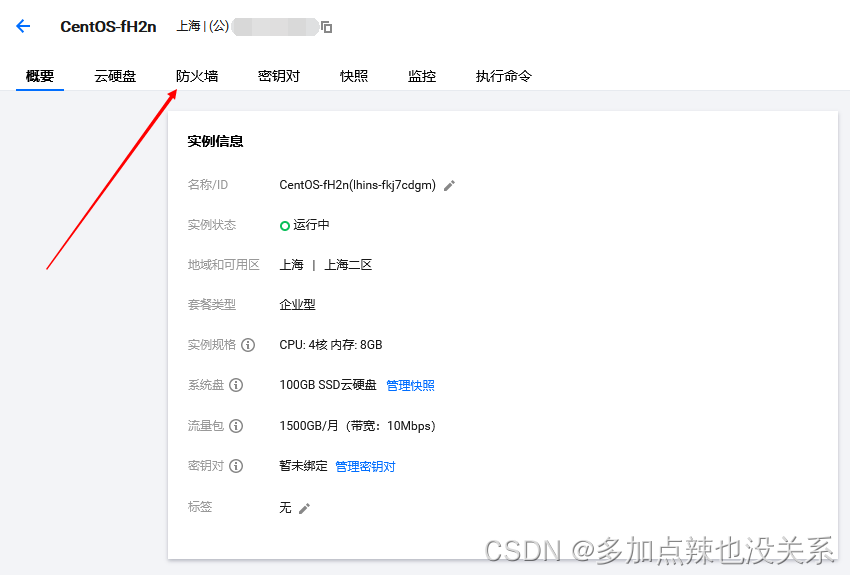 CentOS-fH2n 上海 | (公)
概要 云硬盘 防火墙 密钥对 快照 监控 执行命令
实例信息
名称/ID CentOS-fH2n(lhins-fkj7cdgm)
实例状态 运行中
地域和可用区 上海 | 上海二区
套餐类型 企业型
实例规格 CPU: 4核 内存: 8GB
系统盘 100GB SSD云硬盘 管理快照
流量包 1500GB/月（带宽：10Mbps）
密钥对 暂未绑定 管理密钥对
标签 无
CSDN @多加点辣也没关系